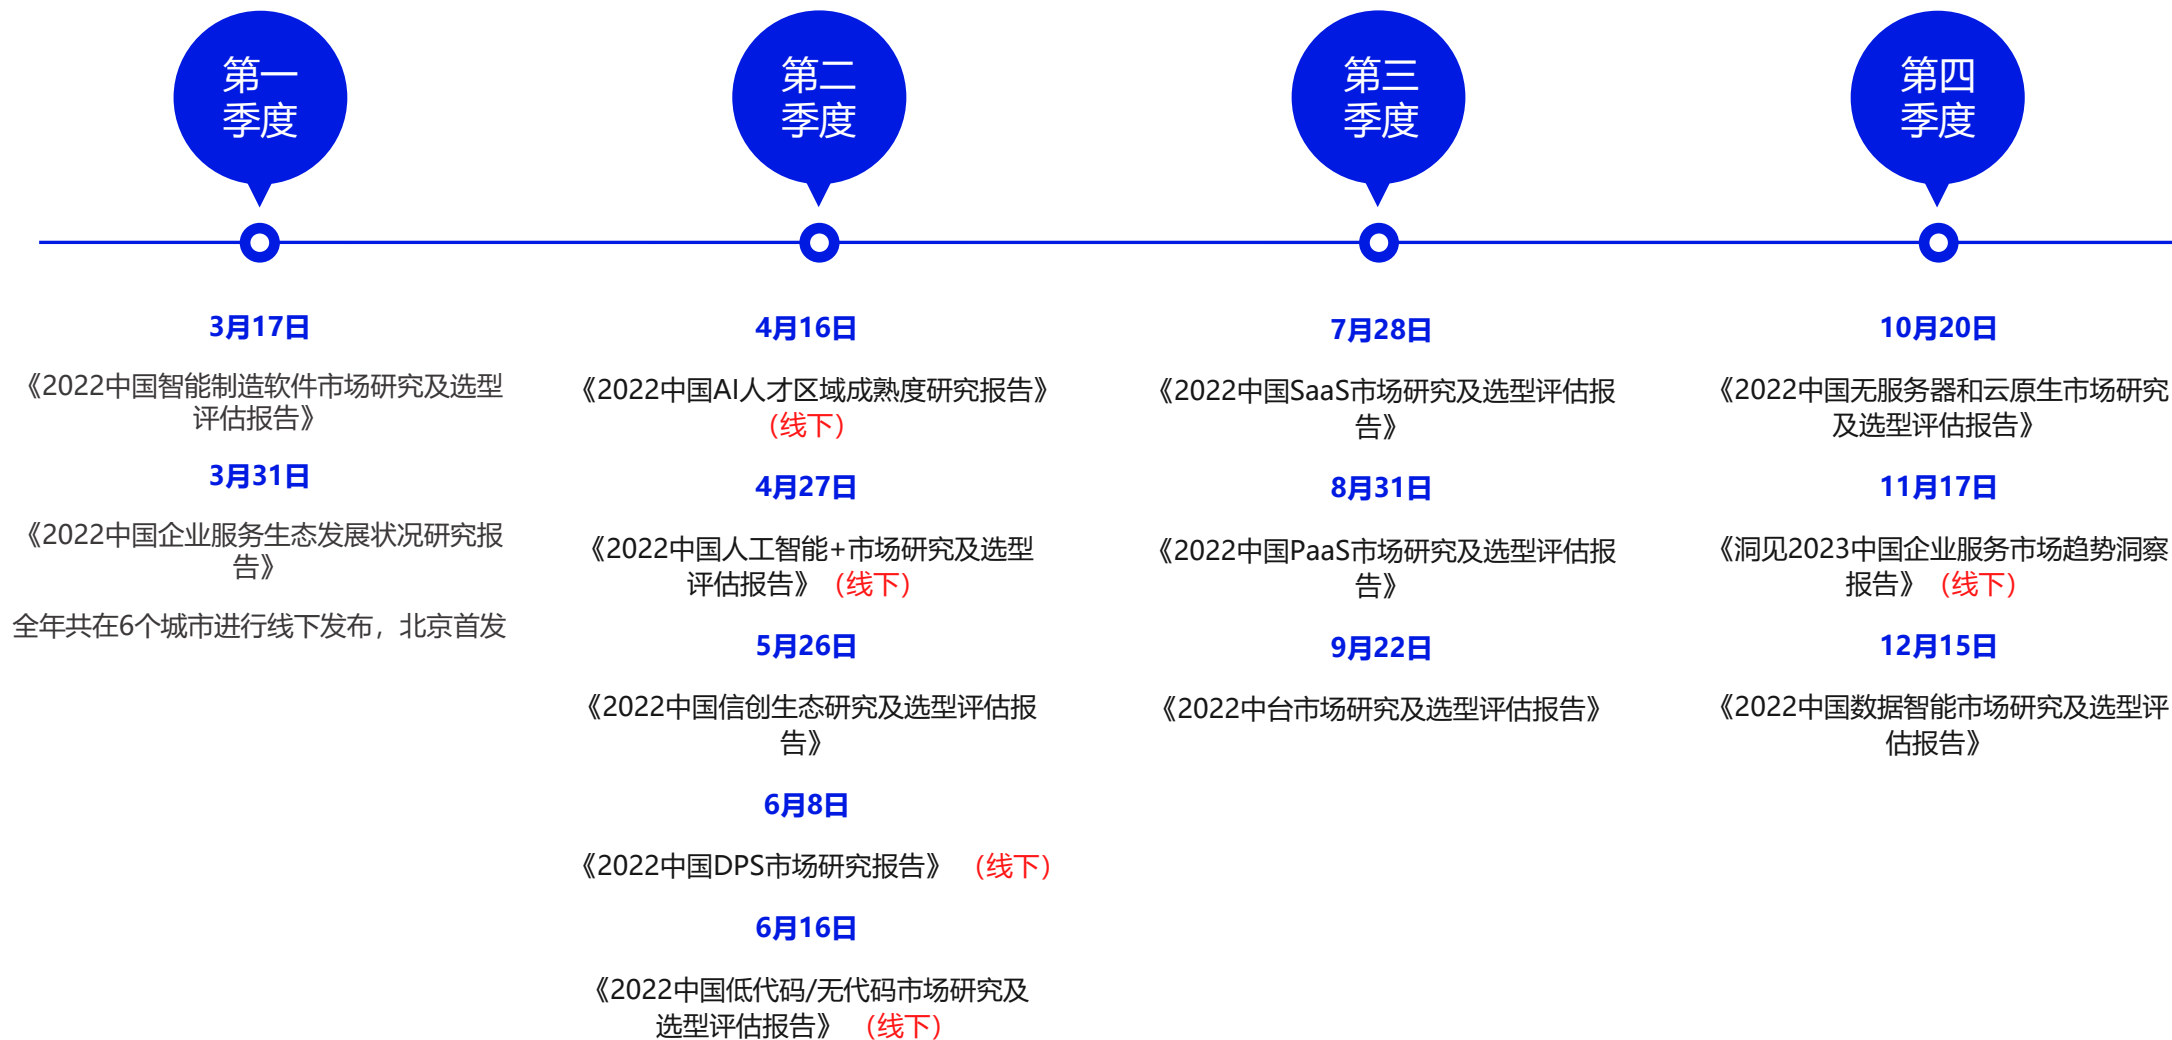 第一
季度
3月17日
《2022中国智能制造软件市场研究及选型
评估报告》
3月31日
《2022中国企业服务生态发展状况研究报
告》
全年共在6个城市进行线下发布，北京首发
第二
季度
4月16日
《2022中国AI人才区域成熟度研究报告》
（线下）
4月27日
《2022中国人工智能+市场研究及选型
评估报告》（线下）
5月26日
《2022中国信创生态研究及选型评估报
告》
6月8日
《2022中国DPS市场研究报告》 （线下）
6月16日
《2022中国低代码/无代码市场研究及
选型评估报告》 （线下）
第三
季度
7月28日
《2022中国SaaS市场研究及选型评估报
告》
8月31日
《2022中国PaaS市场研究及选型评估报
告》
9月22日
《2022中台市场研究及选型评估报告》
第四
季度
10月20日
《2022中国无服务器和云原生市场研究
及选型评估报告》
11月17日
《洞见2023中国企业服务市场趋势洞察
报告》（线下）
12月15日
《2022中国数据智能市场研究及选型评
估报告》